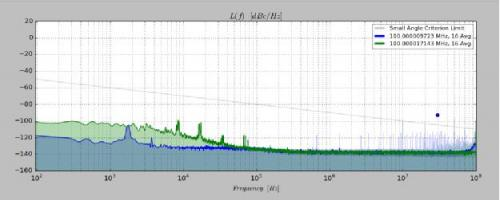 L(f) [dBc/Hz]
Small Angle Criterion Limit
100.000009723 MHz, 16 Avg
100.000017143 MHz, 16 Avg
20
0
−20
−40
−60
−80
−100
−120
−140
−160
10² 10³ 10⁴ 10⁵ 10⁶ 10⁷ 10⁸
Frequency [Hz]